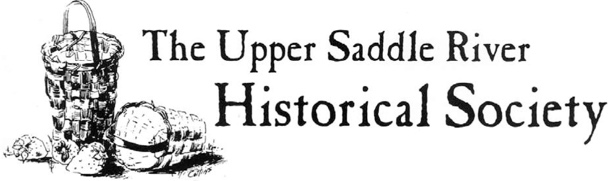 The Upper Saddle River
Historical Society